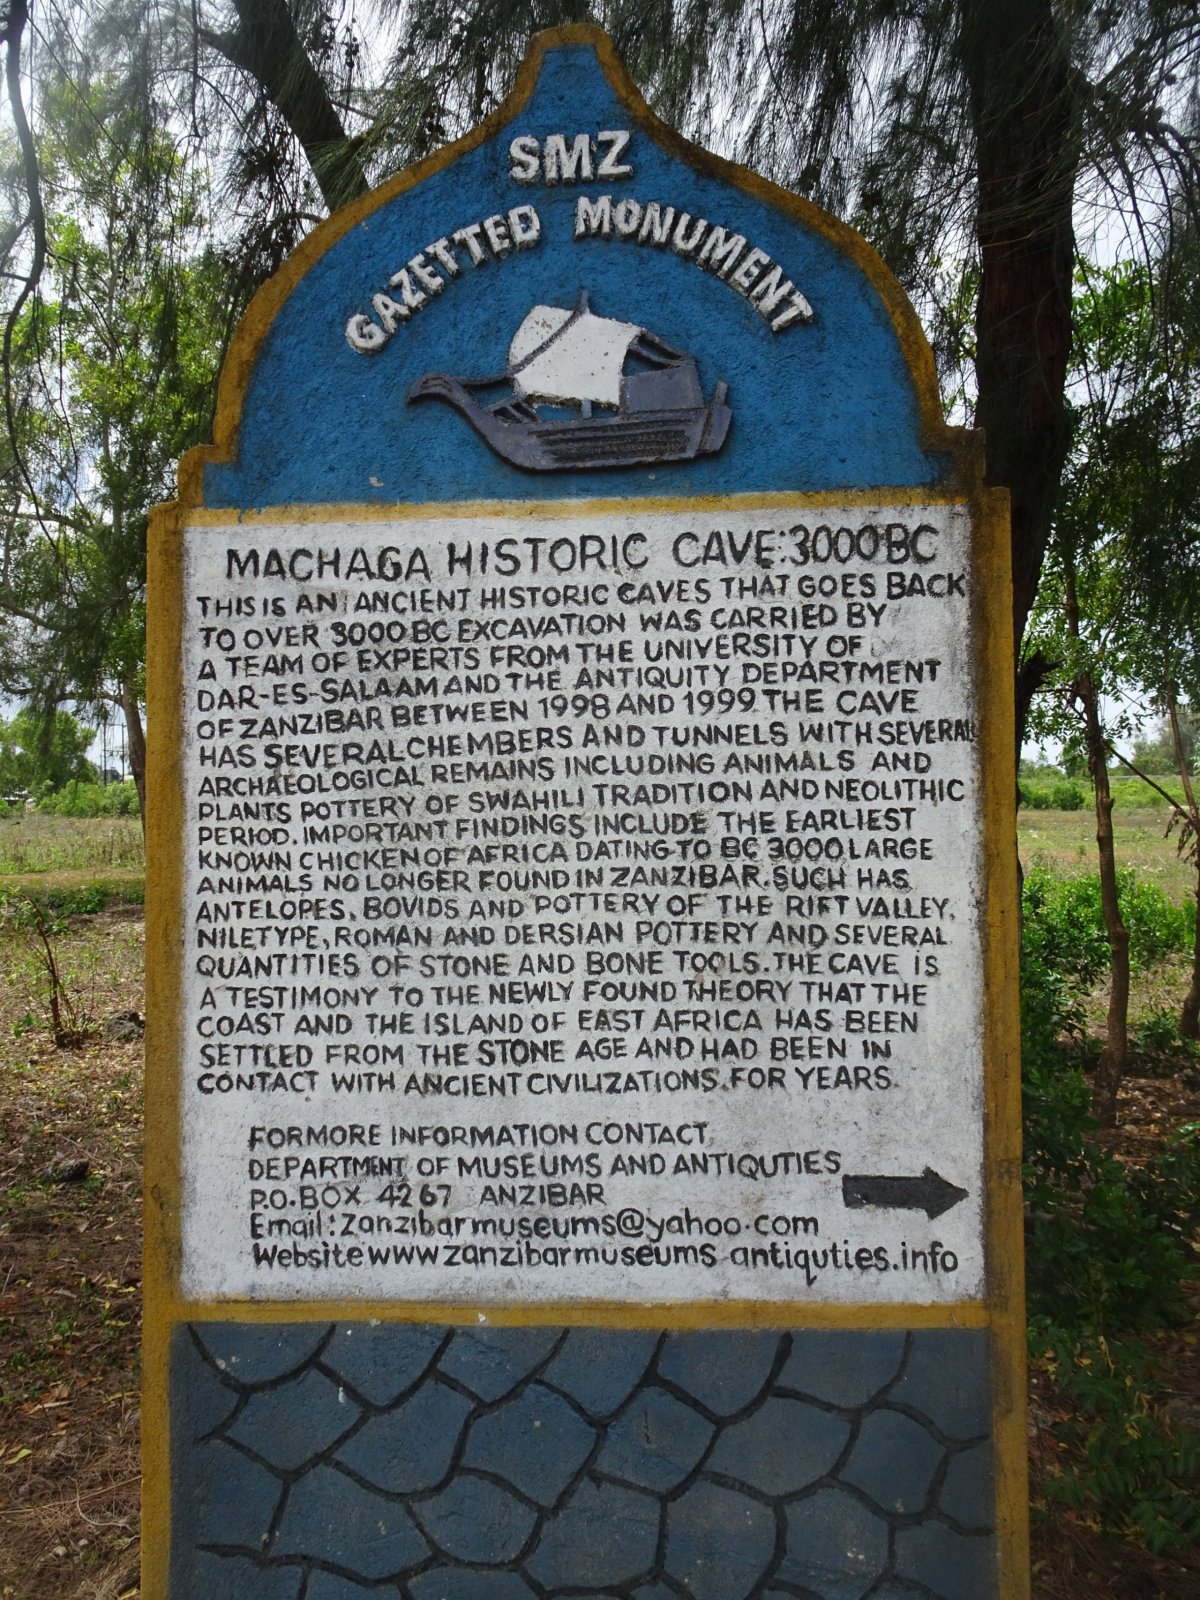 SMZ
GAZETTED MONUMENT
MACHAGA HISTORIC CAVE:3000BC
THIS IS AN ANCIENT HISTORIC CAVES THAT GOES BACK
TO OVER 3000 BC EXCAVATION WAS CARRIED BY
A TEAM OF EXPERTS FROM THE UNIVERSITY OF
DAR-ES-SALAAM AND THE ANTIQUITY DEPARTMENT
OF ZANZIBAR BETWEEN 1998 AND 1999 THE CAVE
HAS SEVERAL CHEMBERS AND TUNNELS WITH SEVERAL
ARCHAEOLOGICAL REMAINS INCLUDING ANIMALS AND
PLANTS POTTERY OF SWAHILI TRADITION AND NEOLITHIC
PERIOD. IMPORTANT FINDINGS INCLUDE THE EARLIEST
KNOWN CHICKEN OF AFRICA DATING TO BC 3000 LARGE
ANIMALS NO LONGER FOUND IN ZANZIBAR. SUCH HAS
ANTELOPES, BOVIDS AND POTTERY OF THE RIFT VALLEY,
NILETYPE, ROMAN AND DERSIAN POTTERY AND SEVERAL
QUANTITIES OF STONE AND BONE TOOLS. THE CAVE IS
A TESTIMONY TO THE NEWLY FOUND THEORY THAT THE
COAST AND THE ISLAND OF EAST AFRICA HAS BEEN
SETTLED FROM THE STONE AGE AND HAD BEEN IN
CONTACT WITH ANCIENT CIVILIZATIONS. FOR YEARS.
FORMORE INFORMATION CONTACT,
DEPARTMENT OF MUSEUMS AND ANTIQUTIES
P.O.BOX 4267 ANZIBAR
Email: zanzibarmuseums@yahoo.com
Website www zanzibarmuseums antiquties.info